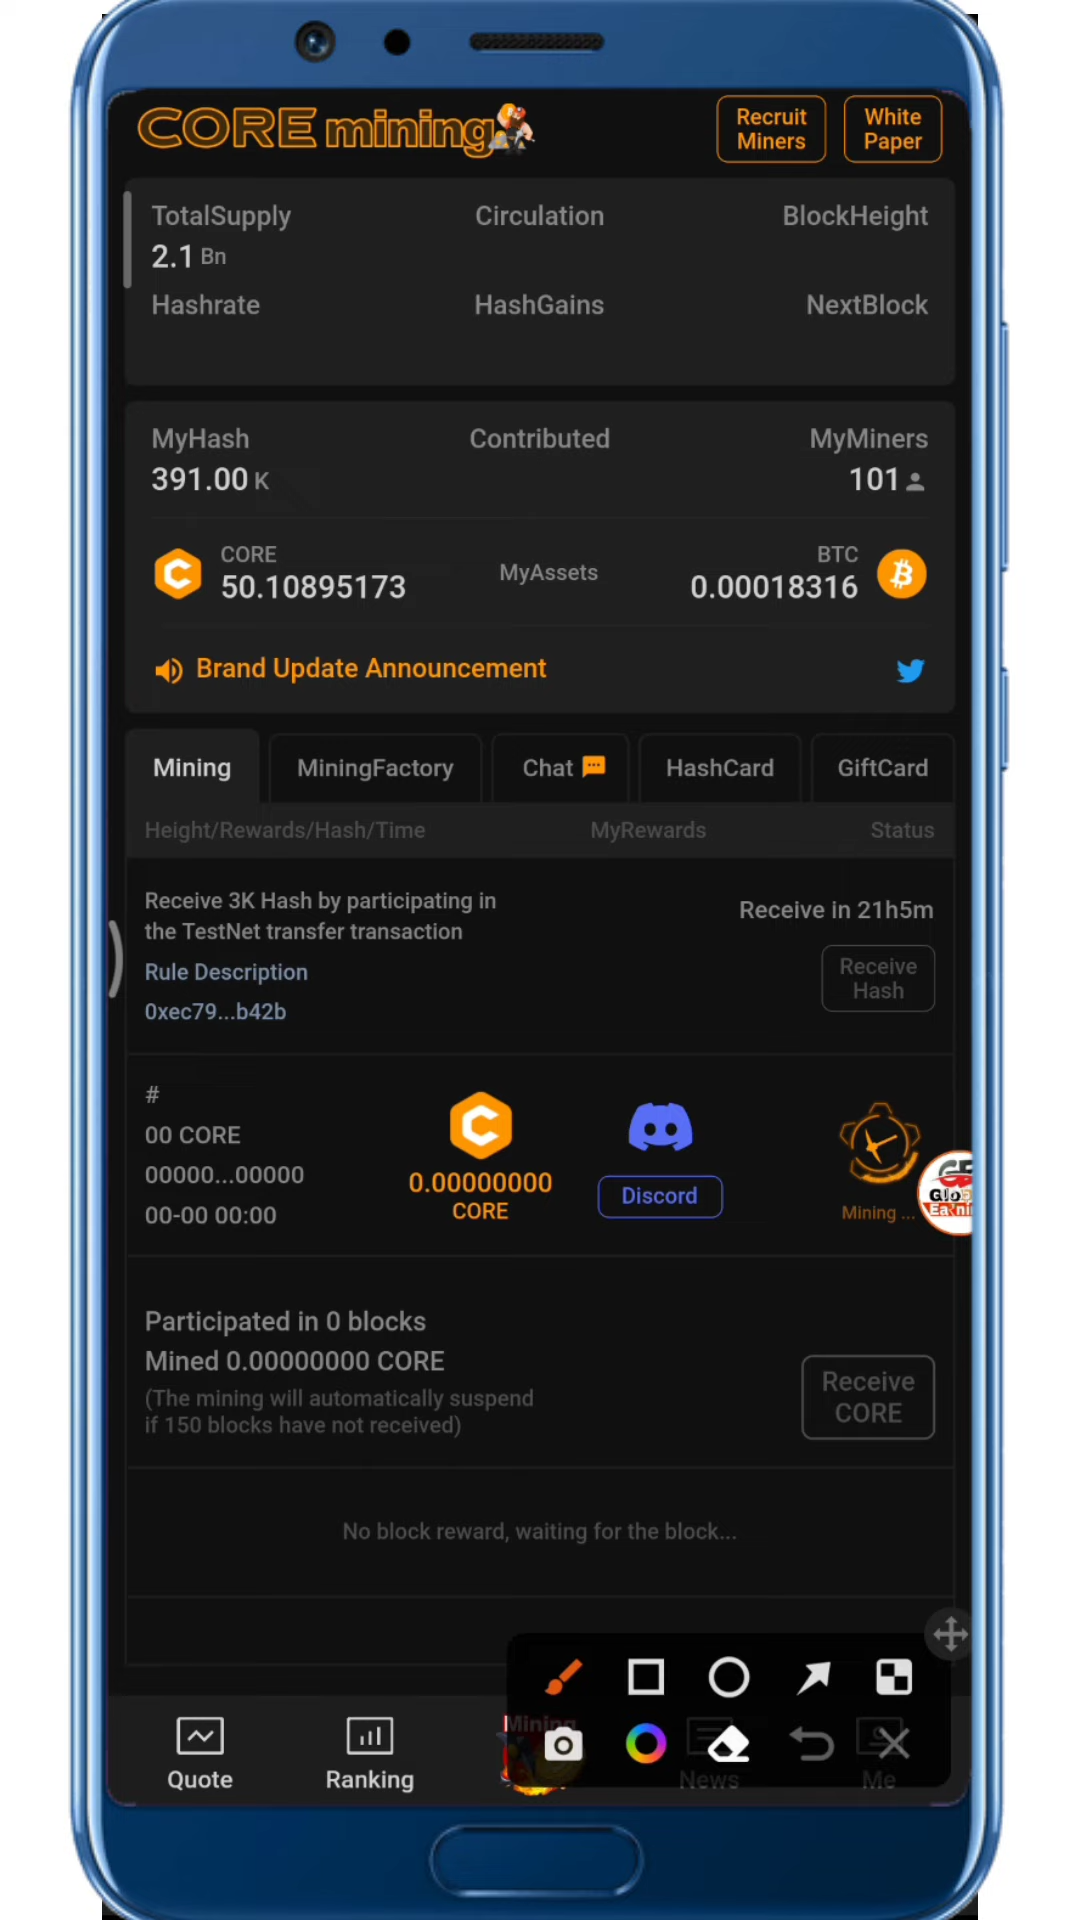 CORE mining
Recruit Miners
White Paper
TotalSupply Circulation BlockHeight
2.1 Bn
Hashrate HashGains NextBlock
MyHash Contributed MyMiners
391.00 K 101
CORE MyAssets BTC
50.10895173 0.00018316
Brand Update Announcement
Mining MiningFactory Chat HashCard GiftCard
Height/Rewards/Hash/Time MyRewards Status
Receive 3K Hash by participating in
the TestNet transfer transaction
Receive in 21h5m
Rule Description
0xec79...b42b
Receive
Hash
#
00 CORE
00000...00000
00-00 00:00
0.00000000
CORE
Discord
Mining ...
Participated in 0 blocks
Mined 0.00000000 CORE
(The mining will automatically suspend
if 150 blocks have not received)
Receive
CORE
No block reward, waiting for the block...
Mining
Quote Ranking News Me